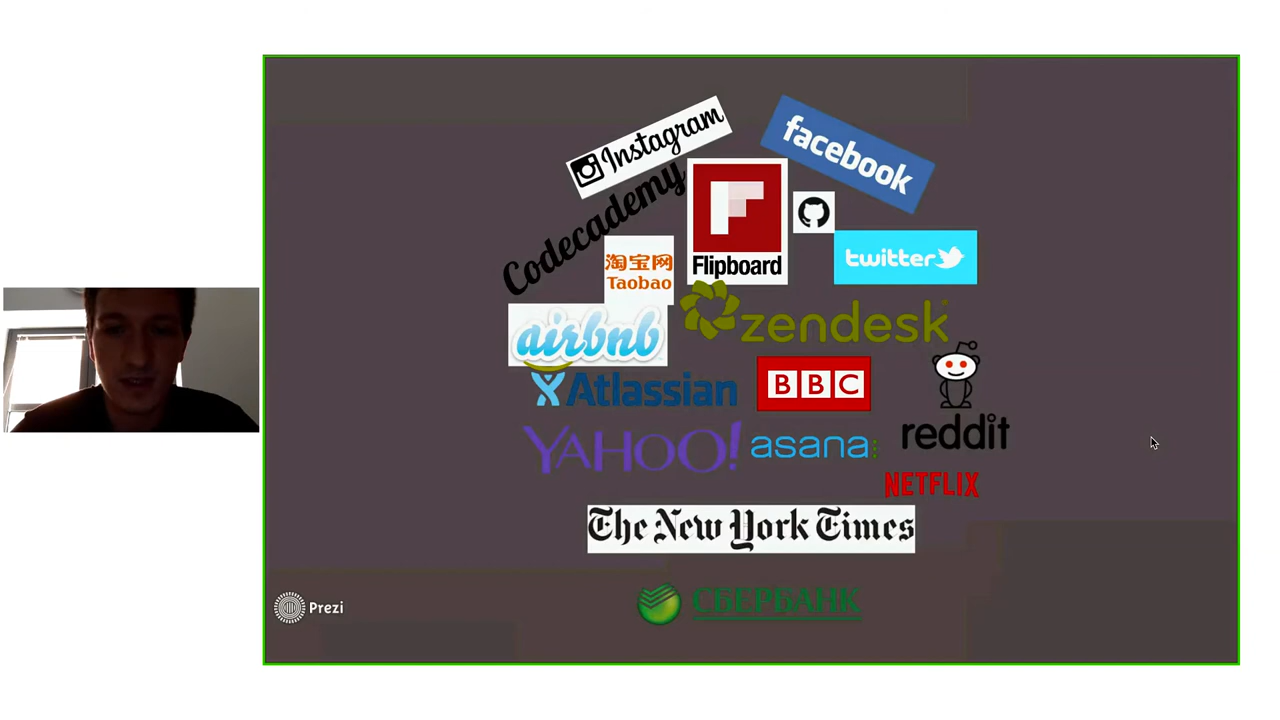 Instagram
facebook
Codecademy
Flipboard
淘宝网
Taobao
twitter
airbnb
zendesk
Atlassian
BBC
YAHOO!
asana:
reddit
NETFLIX
The New York Times
СБЕРБАНК
Prezi